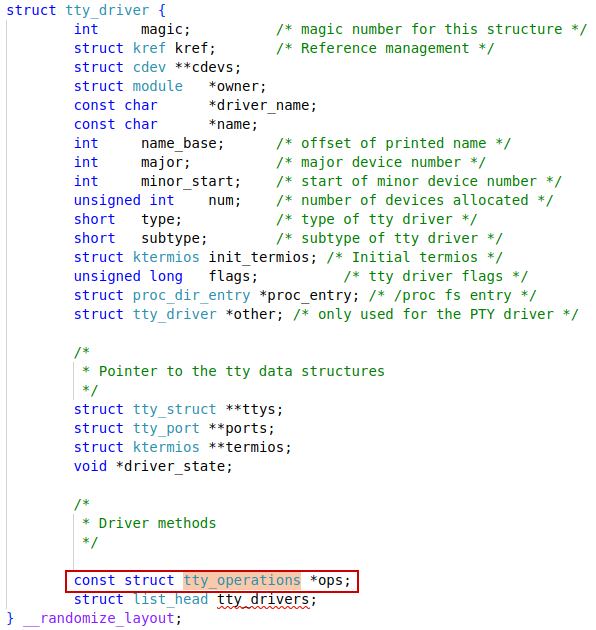 struct tty_driver {
int magic; /* magic number for this structure */
struct kref kref; /* Reference management */
struct cdev **cdevs;
struct module *owner;
const char *driver_name;
const char *name;
int name_base; /* offset of printed name */
int major; /* major device number */
int minor_start; /* start of minor device number */
unsigned int num; /* number of devices allocated */
short type; /* type of tty driver */
short subtype; /* subtype of tty driver */
struct ktermios init_termios; /* Initial termios */
unsigned long flags; /* tty driver flags */
struct proc_dir_entry *proc_entry; /* /proc fs entry */
struct tty_driver *other; /* only used for the PTY driver */
/*
* Pointer to the tty data structures
*/
struct tty_struct **ttys;
struct tty_port **ports;
struct ktermios **termios;
void *driver_state;
/*
* Driver methods
*/
const struct tty_operations *ops;
struct list_head tty_drivers;
} __randomize_layout;